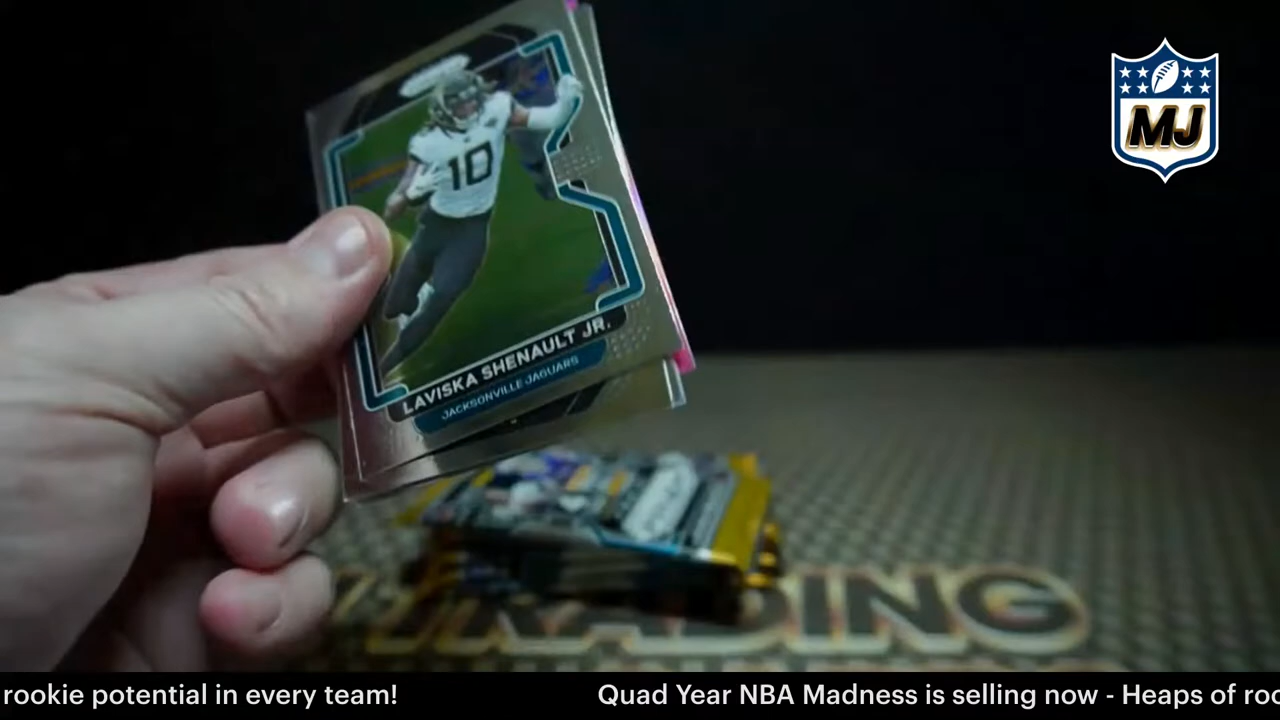 MJ
10
LAVISKA SHENAULT JR.
JACKSONVILLE JAGUARS
TRADING
rookie potential in every team! Quad Year NBA Madness is selling now - Heaps of roo